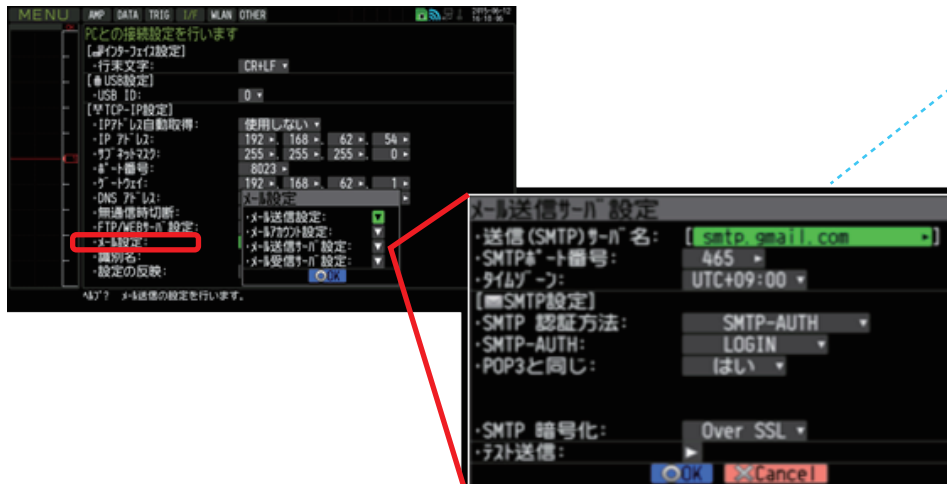 MENU AMP DATA TRIG I/F WLAN OTHER
2015-06-12
16:18:06
PCとの接続設定を行います
[インターフェイス設定]
・行末文字: CR+LF
[USB設定]
・USB ID: 0
[TCP-IP設定]
・IPアドレス自動取得: 使用しない
・IP アドレス: 192 . 168 . 62 . 54
・サブネットマスク: 255 . 255 . 255 . 0
・ポート番号: 8023
・ゲートウェイ: 192 . 168 . 62 . 1
・DNS アドレス:
・無通信時切断:
・FTP/WEBサーバ設定:
・メール設定:
・識別名:
・設定の反映:
ヘルプ? メール送信の設定を行います。
メール設定
・メール送信設定:
・メールアカウント設定:
・メール送信サーバ設定:
・メール受信サーバ設定:
OK
メール送信サーバ設定
・送信(SMTP)サーバ名: [smtp.gmail.com]
・SMTPポート番号: 465
・タイムゾーン: UTC+09:00
[SMTP設定]
・SMTP 認証方法: SMTP-AUTH
・SMTP-AUTH: LOGIN
・POP3と同じ: はい
・SMTP 暗号化: Over SSL
・テスト送信:
OK Cancel